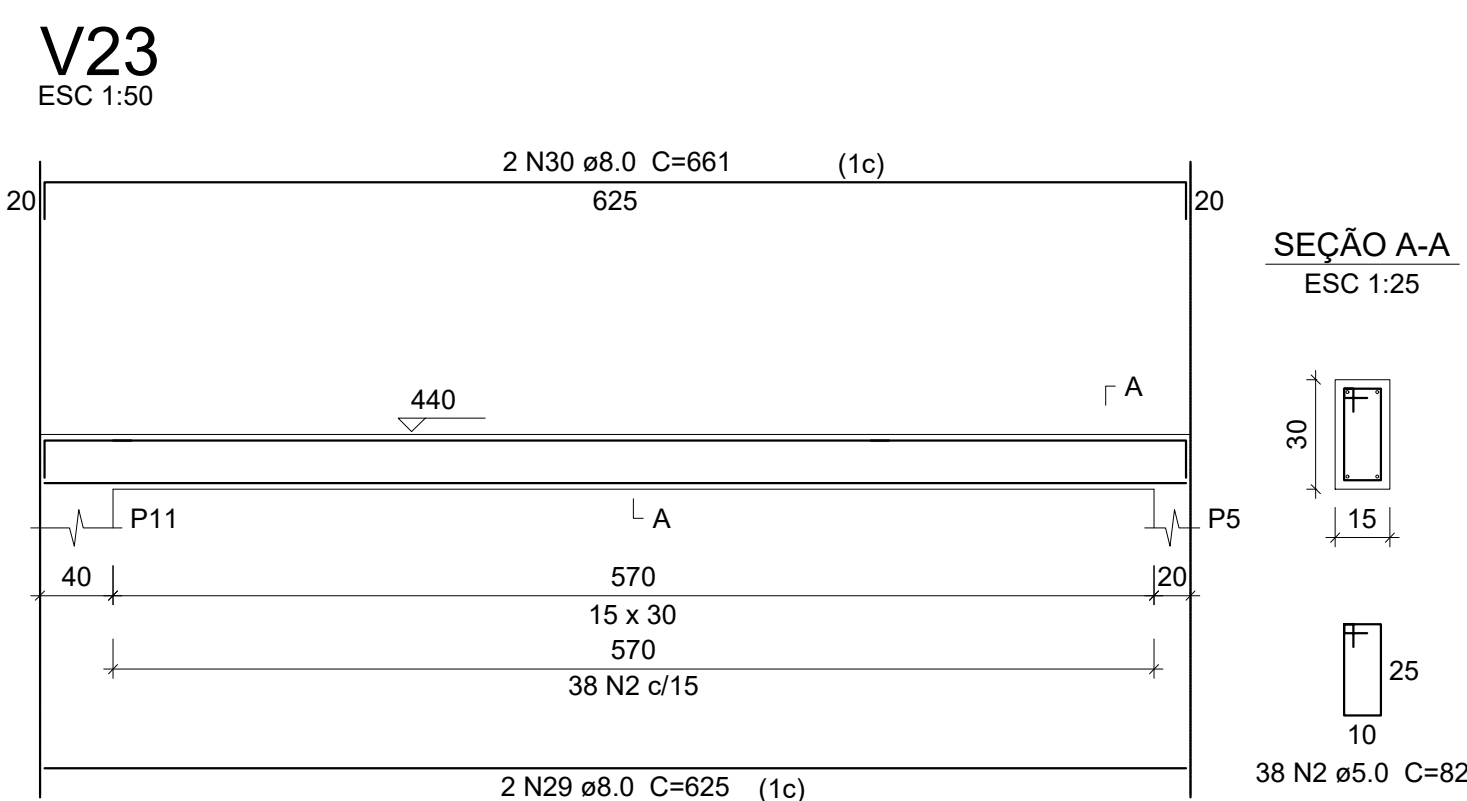 V23
ESC 1:50
2 N30 ø8.0 C=661 (1c)
20 625 20
SEÇÃO A-A
ESC 1:25
440
A
30
P11
A
P5
15
40 570 20
15 x 30
570
38 N2 c/15
25
10
38 N2 ø5.0 C=82
2 N29 ø8.0 C=625 (1c)